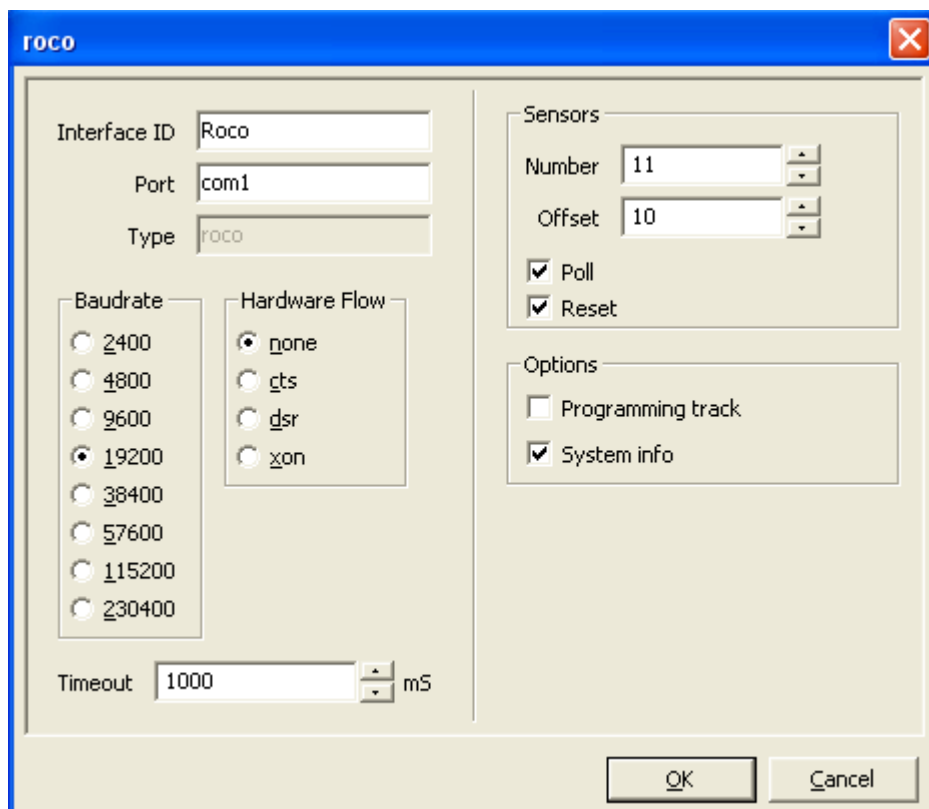 roco
Interface ID Roco
Port com1
Type roco
Baudrate
2400
4800
9600
19200
38400
57600
115200
230400
Hardware Flow
none
cts
dsr
xon
Timeout 1000 mS
Sensors
Number 11
Offset 10
Poll
Reset
Options
Programming track
System info
OK Cancel